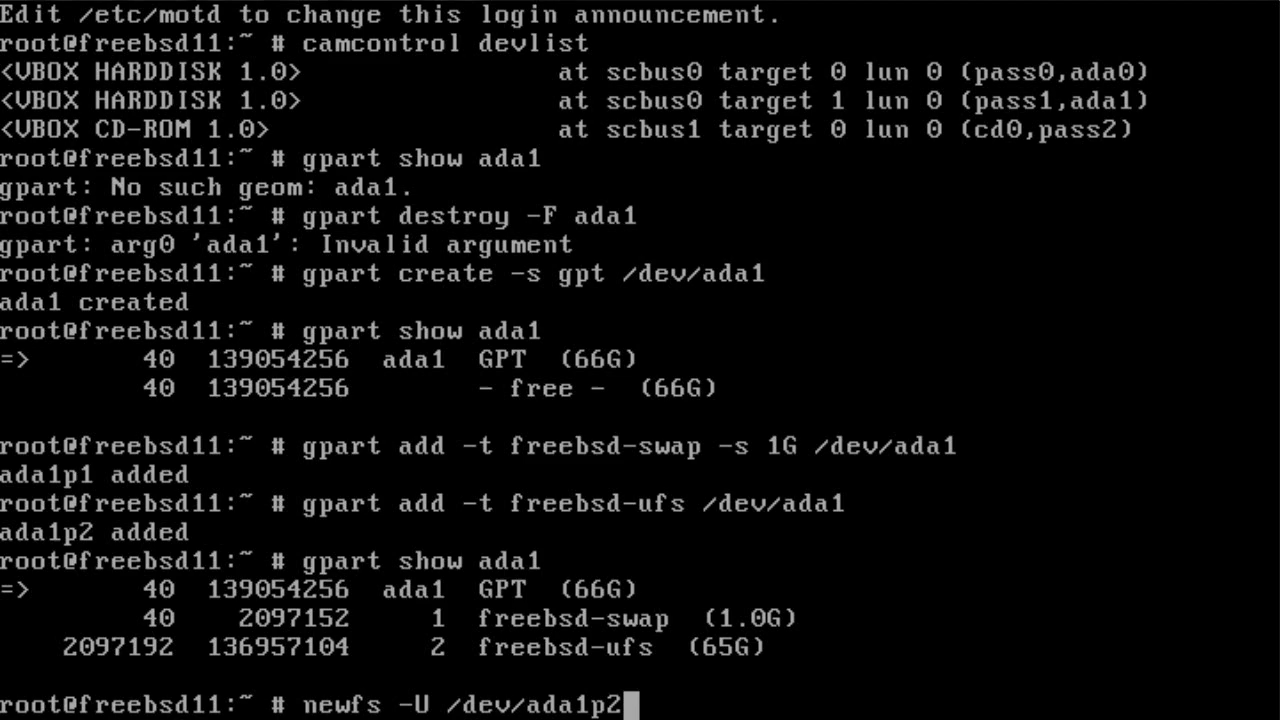 Edit /etc/motd to change this login announcement.
root@freebsd11:~ # camcontrol devlist
<VBOX HARDDISK 1.0>                at scbus0 target 0 lun 0 (pass0,ada0)
<VBOX HARDDISK 1.0>                at scbus0 target 1 lun 0 (pass1,ada1)
<VBOX CD-ROM 1.0>                  at scbus1 target 0 lun 0 (cd0,pass2)
root@freebsd11:~ # gpart show ada1
gpart: No such geom: ada1.
root@freebsd11:~ # gpart destroy -F ada1
gpart: arg0 'ada1': Invalid argument
root@freebsd11:~ # gpart create -s gpt /dev/ada1
ada1 created
root@freebsd11:~ # gpart show ada1
=>       40  139054256  ada1  GPT  (66G)
         40  139054256        - free -  (66G)

root@freebsd11:~ # gpart add -t freebsd-swap -s 1G /dev/ada1
ada1p1 added
root@freebsd11:~ # gpart add -t freebsd-ufs /dev/ada1
ada1p2 added
root@freebsd11:~ # gpart show ada1
=>       40  139054256  ada1  GPT  (66G)
         40    2097152     1  freebsd-swap  (1.0G)
    2097192  136957104     2  freebsd-ufs  (65G)

root@freebsd11:~ # newfs -U /dev/ada1p2